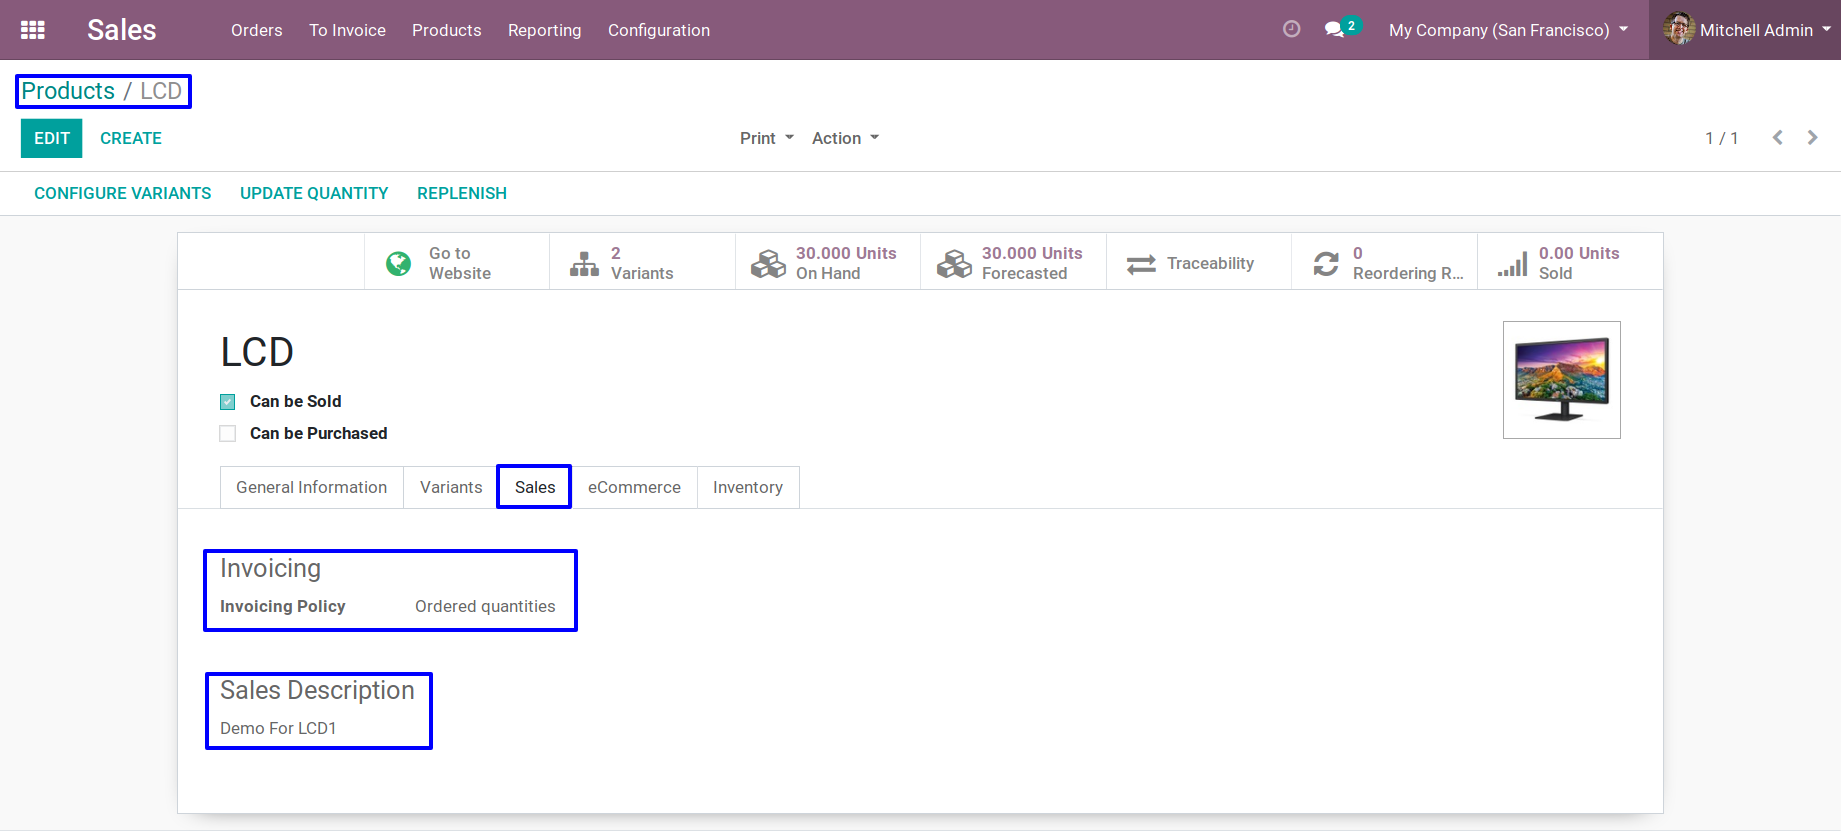 Sales Orders To Invoice Products Reporting Configuration 2 My Company (San Francisco) Mitchell Admin
Products / LCD
EDIT CREATE Print Action 1 / 1
CONFIGURE VARIANTS UPDATE QUANTITY REPLENISH
Go to Website
2 Variants
30.000 Units On Hand
30.000 Units Forecasted
Traceability
0 Reordering R...
0.00 Units Sold
LCD
Can be Sold
Can be Purchased
General Information Variants Sales eCommerce Inventory
Invoicing
Invoicing Policy Ordered quantities
Sales Description
Demo For LCD1